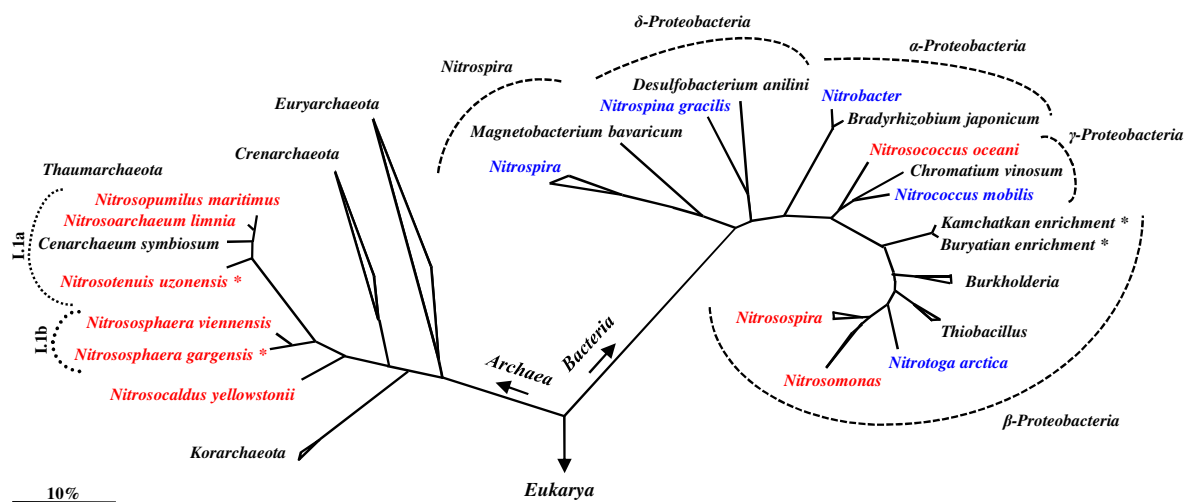 δ-Proteobacteria
α-Proteobacteria
Nitrospira
Desulfobacterium anilini
Euryarchaeota
Nitrospina gracilis
Nitrobacter
Bradyrhizobium japonicum
Magnetobacterium bavaricum
γ-Proteobacteria
Crenarchaeota
Nitrosococcus oceani
Thaumarchaeota
Nitrospira
Chromatium vinosum
Nitrosopumilus maritimus
Nitrococcus mobilis
Nitrosoarchaeum limnia
Kamchatkan enrichment *
I.1a
Cenarchaeum symbiosum
Buryatian enrichment *
Nitrosotenuis uzonensis *
Burkholderia
Nitrososphaera viennensis
Nitrosospira
Thiobacillus
I.1b
Nitrososphaera gargensis *
Bacteria
Archaea
Nitrotoga arctica
Nitrosocaldus yellowstonii
Nitrosomonas
β-Proteobacteria
Korarchaeota
Eukarya
10%